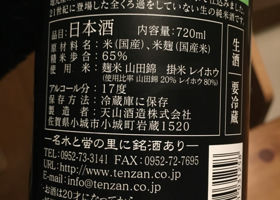 21世紀に登場した全くろ過をしていない生の純米酒です。
品名：日本酒 内容量：720ml
原材料名：米(国産)、米麹(国産米)
精米歩合：65%
使用米：麹米 山田錦 掛米 レイホウ
(使用比率 山田錦 20% レイホウ 80%)
アルコール分：17度
保存方法：冷蔵庫に保存
製造者：天山酒造株式会社
佐賀県小城市小城町岩蔵1520
生酒
要冷蔵
名水と蛍の里に銘酒あり
TEL:0952-73-3141 FAX:0952-72-7695
URL:http://www.tenzan.co.jp
E-mail:info@tenzan.co.jp
お酒は20才になってから